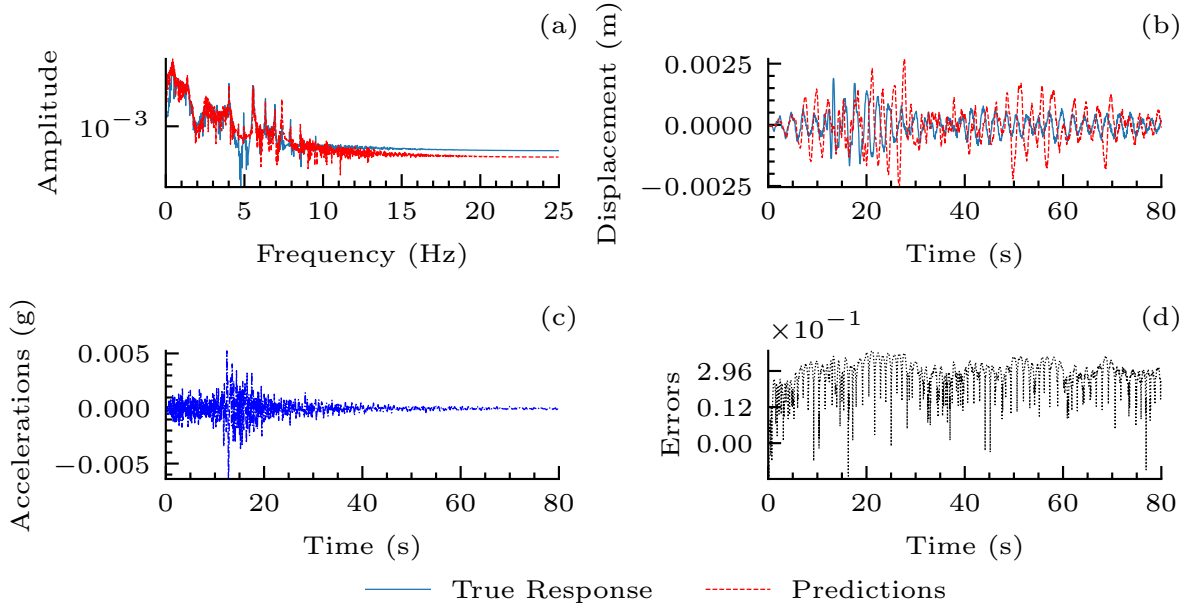 (a)
Amplitude
10⁻³
0 5 10 15 20 25
Frequency (Hz)
(b)
Displacement (m)
0.0025
0.0000
−0.0025
0 20 40 60 80
Time (s)
(c)
Accelerations (g)
0.005
0.000
−0.005
0 20 40 60 80
Time (s)
(d)
×10⁻¹
Errors
2.96
0.12
0.00
0 20 40 60 80
Time (s)
True Response
Predictions